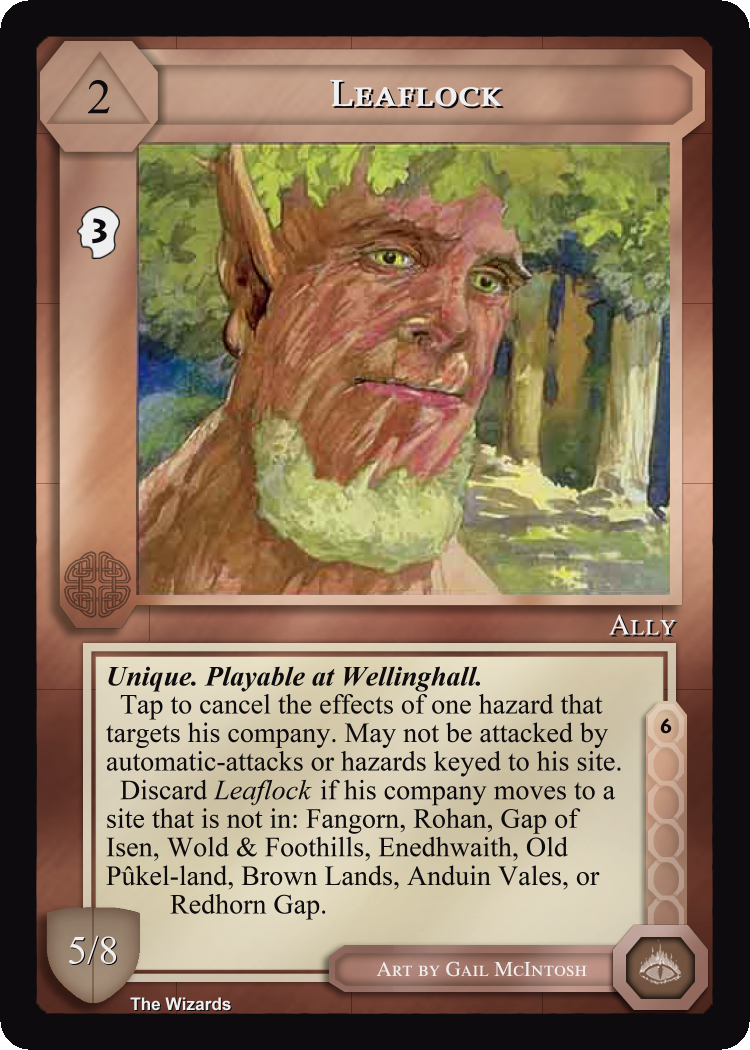 2
Leaflock
3
Ally
Unique. Playable at Wellinghall.
Tap to cancel the effects of one hazard that
targets his company. May not be attacked by
automatic-attacks or hazards keyed to his site.
Discard Leaflock if his company moves to a
site that is not in: Fangorn, Rohan, Gap of
Isen, Wold & Foothills, Enedhwaith, Old
Pûkel-land, Brown Lands, Anduin Vales, or
Redhorn Gap.
6
5/8
Art by Gail McIntosh
The Wizards